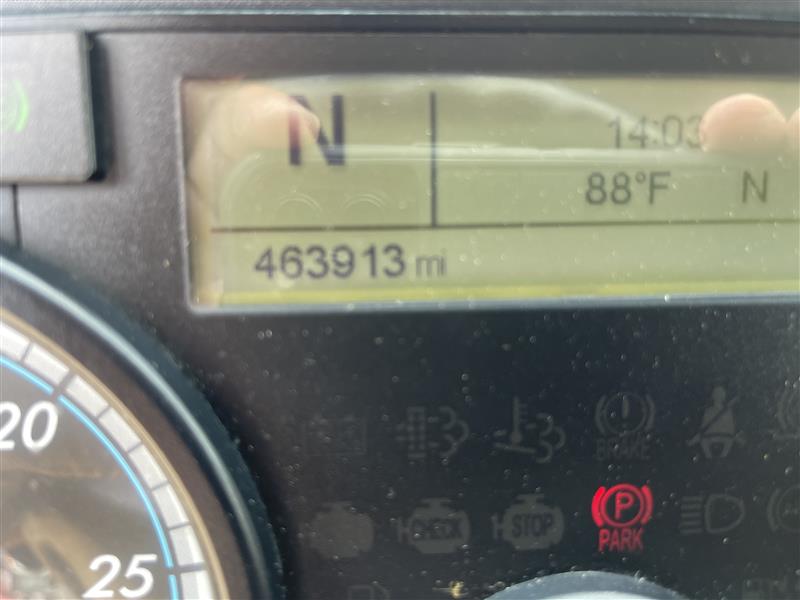 N
14:03
88°F N
463913 mi
20
BRAKE
CHECK
STOP
P
PARK
25